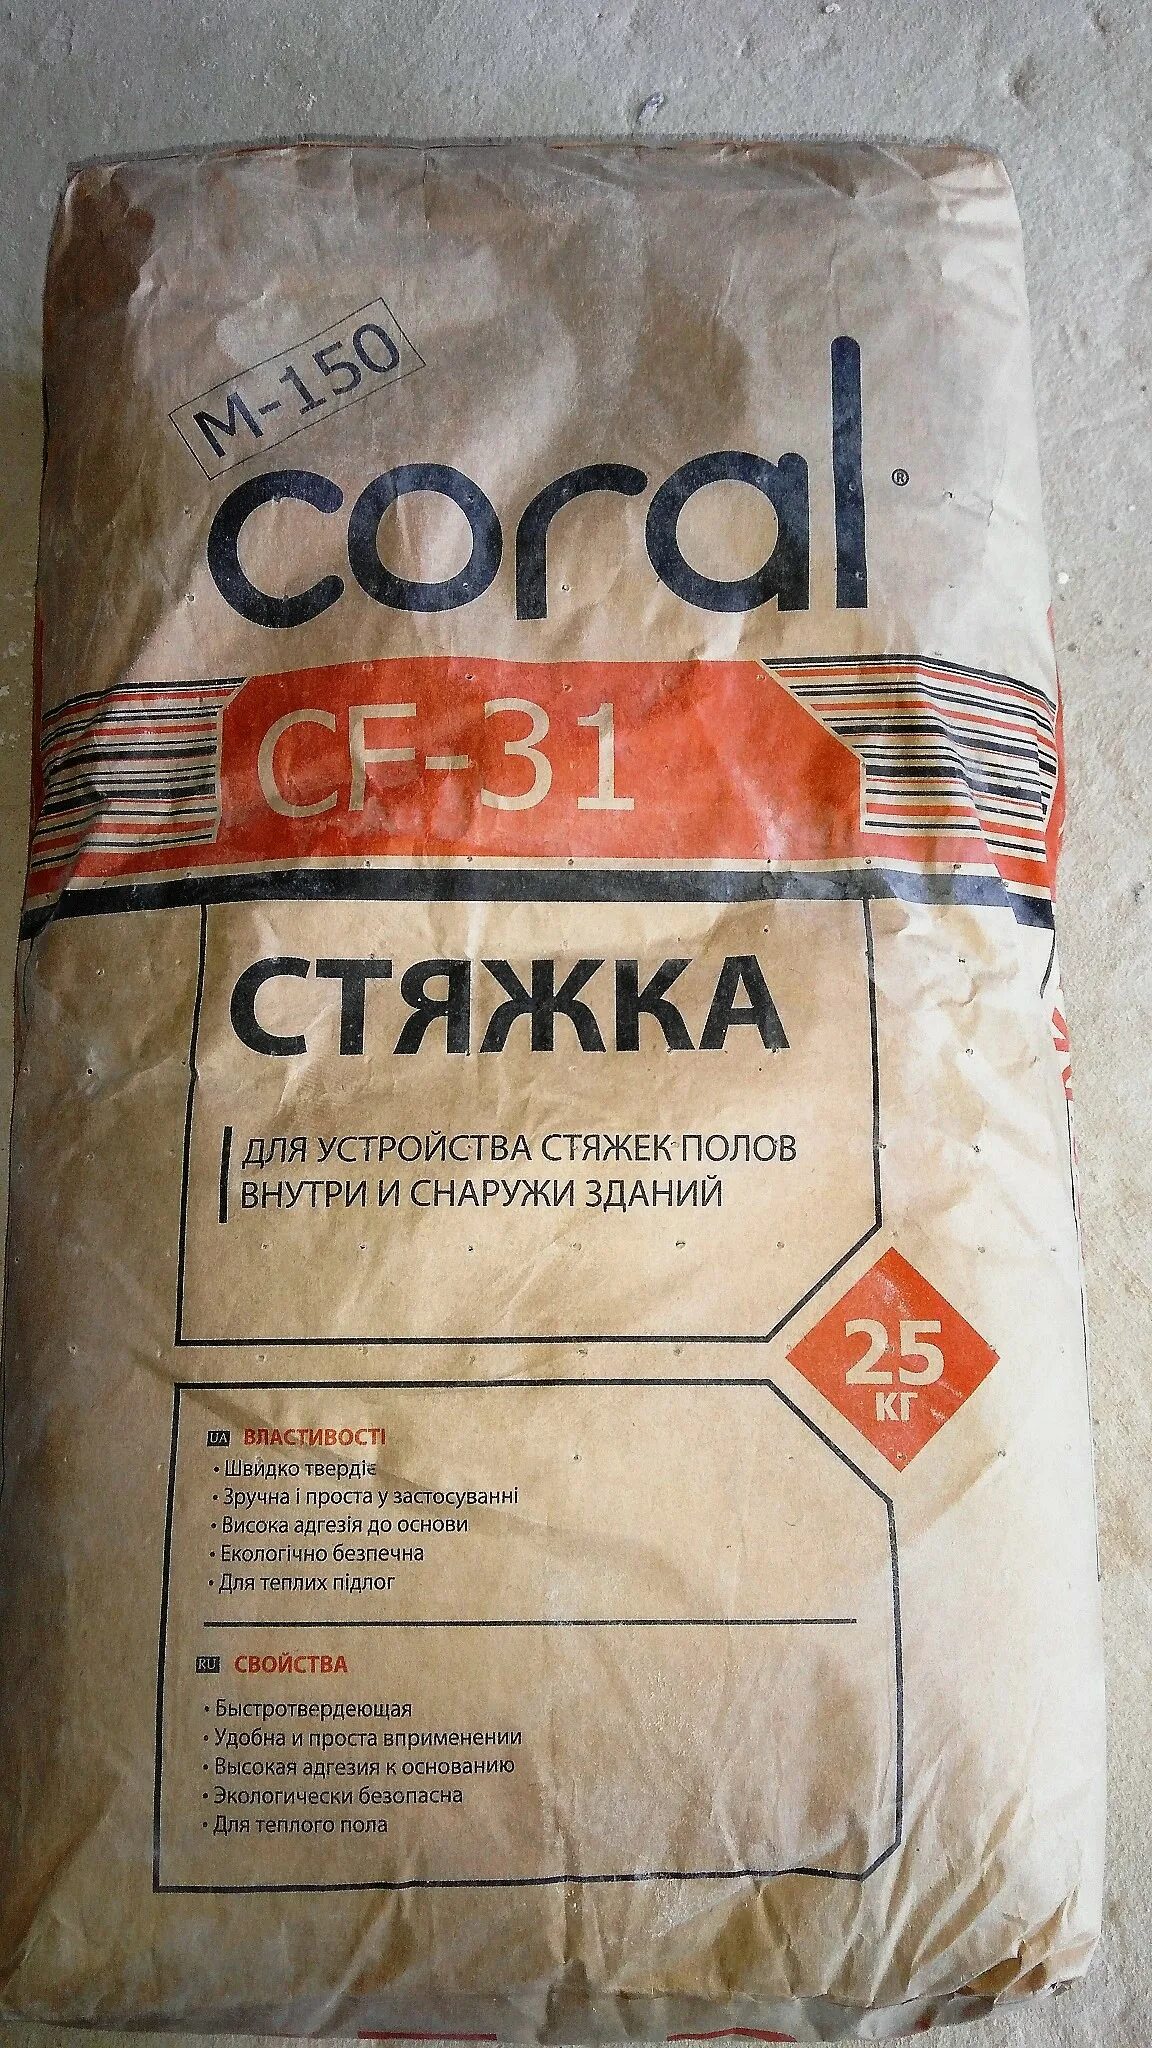 М-150
coral ®
CF-31
СТЯЖКА
ДЛЯ УСТРОЙСТВА СТЯЖЕК ПОЛОВ
ВНУТРИ И СНАРУЖИ ЗДАНИЙ
25
КГ
UA ВЛАСТИВОСТІ
• Швидко твердіє
• Зручна і проста у застосуванні
• Висока адгезія до основи
• Екологічно безпечна
• Для теплих підлог
RU СВОЙСТВА
• Быстротвердеющая
• Удобна и проста вприменении
• Высокая адгезия к основанию
• Экологически безопасна
• Для теплого пола